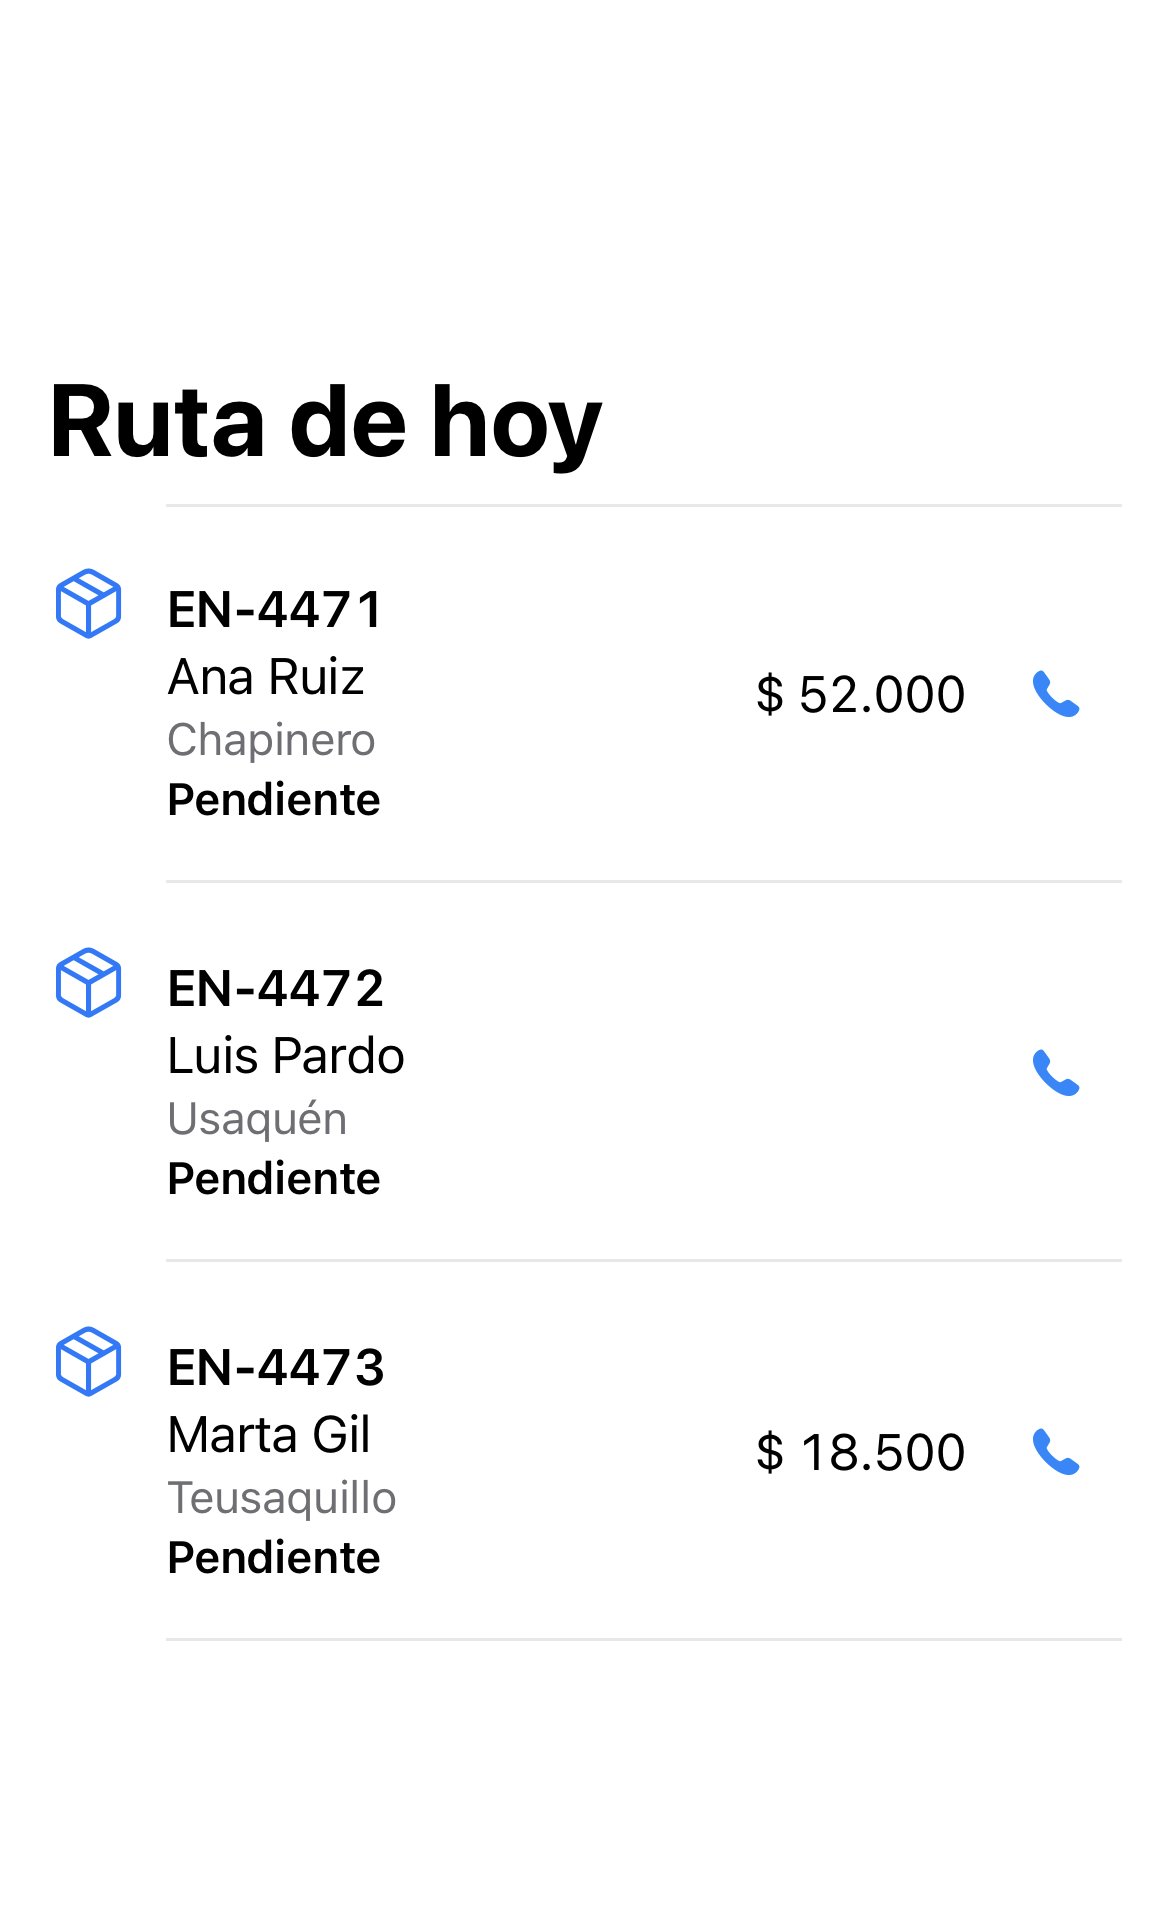 Ruta de hoy
EN-4471
Ana Ruiz
Chapinero
Pendiente
$ 52.000
EN-4472
Luis Pardo
Usaquén
Pendiente
EN-4473
Marta Gil
Teusaquillo
Pendiente
$ 18.500